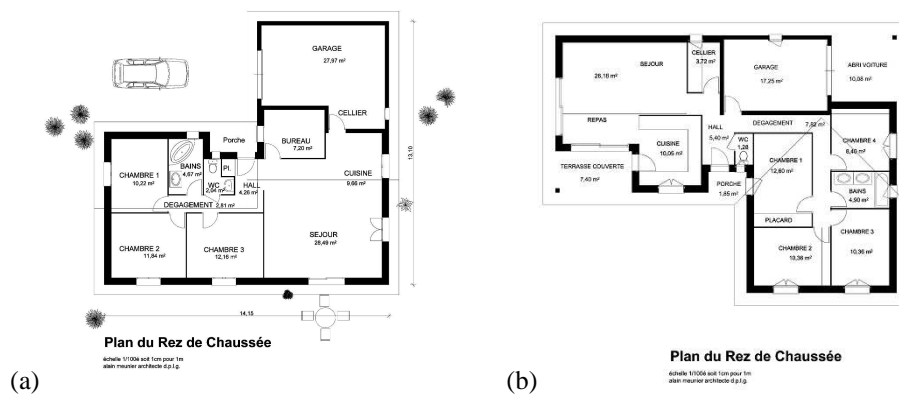 GARAGE
27,97 m²
CELLIER
Porche
BUREAU
7,20 m²
BAINS
4,67 m²
Pl.
CHAMBRE 1
10,22 m²
WC
2,04 m²
HALL
4,26 m²
CUISINE
9,66 m²
DEGAGEMENT 2,81 m²
SEJOUR
28,49 m²
CHAMBRE 2
11,84 m²
CHAMBRE 3
12,16 m²
13,10
14,15
Plan du Rez de Chaussée
échelle 1/100è soit 1cm pour 1m
alain meunier architecte d.p.l.g.
(a)
CELLIER
3,72 m²
SEJOUR
26,18 m²
GARAGE
17,25 m²
ABRI VOITURE
10,08 m²
REPAS
HALL
5,40 m²
DEGAGEMENT
7,82 m²
WC
1,28
CUISINE
10,05 m²
CHAMBRE 4
8,46 m²
CHAMBRE 1
12,60 m²
TERRASSE COUVERTE
7,40 m²
PORCHE
1,85 m²
BAINS
4,90 m²
PLACARD
CHAMBRE 3
10,36 m²
CHAMBRE 2
13,36 m²
Plan du Rez de Chaussée
échelle 1/100è soit 1cm pour 1m
alain meunier architecte d.p.l.g.
(b)